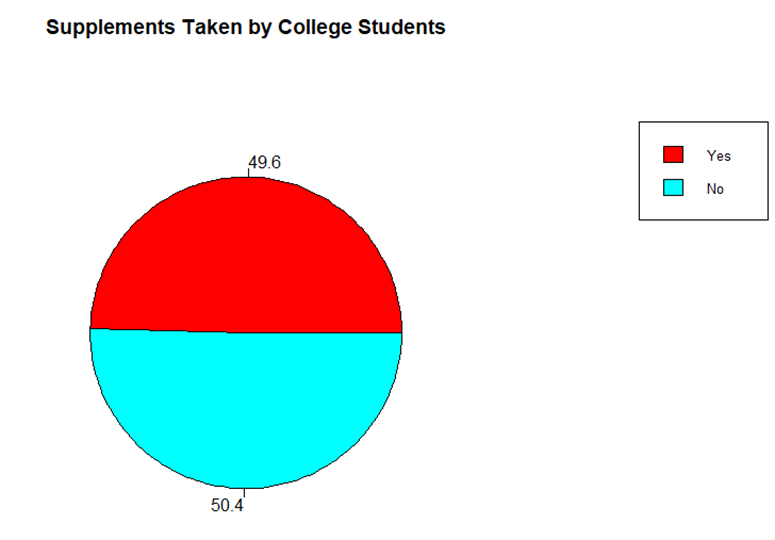 Supplements Taken by College Students
49.6
Yes
No
50.4